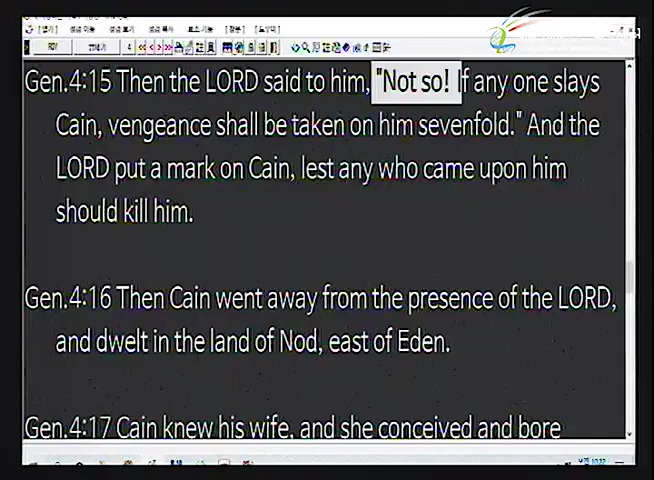 RSV
4
Gen.4:15 Then the LORD said to him, "Not so! If any one slays
Cain, vengeance shall be taken on him sevenfold." And the
LORD put a mark on Cain, lest any who came upon him
should kill him.
Gen.4:16 Then Cain went away from the presence of the LORD,
and dwelt in the land of Nod, east of Eden.
Gen.4:17 Cain knew his wife, and she conceived and bore